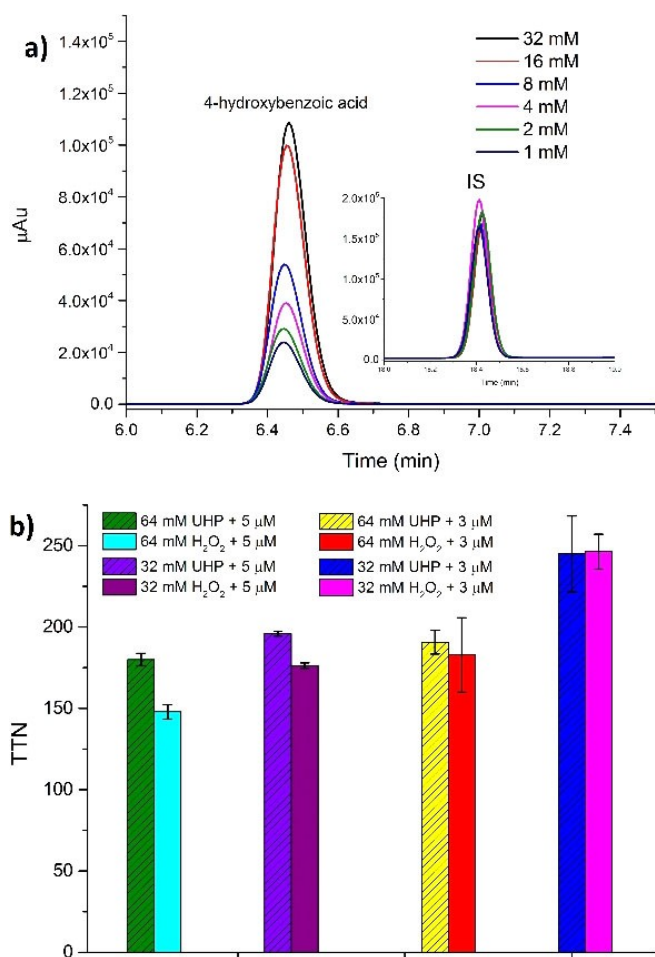 a)
1.4x10⁵
1.2x10⁵
1.0x10⁵
8.0x10⁴
6.0x10⁴
4.0x10⁴
2.0x10⁴
0.0
μAu
4-hydroxybenzoic acid
32 mM
16 mM
8 mM
4 mM
2 mM
1 mM
IS
1.5x10⁵
1.0x10⁵
5.0x10⁴
0.0
18.4
Time (min)
6.0 6.2 6.4 6.6 6.8 7.0 7.2 7.4
Time (min)
b)
64 mM UHP + 5 μM
64 mM H₂O₂ + 5 μM
32 mM UHP + 5 μM
32 mM H₂O₂ + 5 μM
64 mM UHP + 3 μM
64 mM H₂O₂ + 3 μM
32 mM UHP + 3 μM
32 mM H₂O₂ + 3 μM
250
200
150
100
50
0
TTN